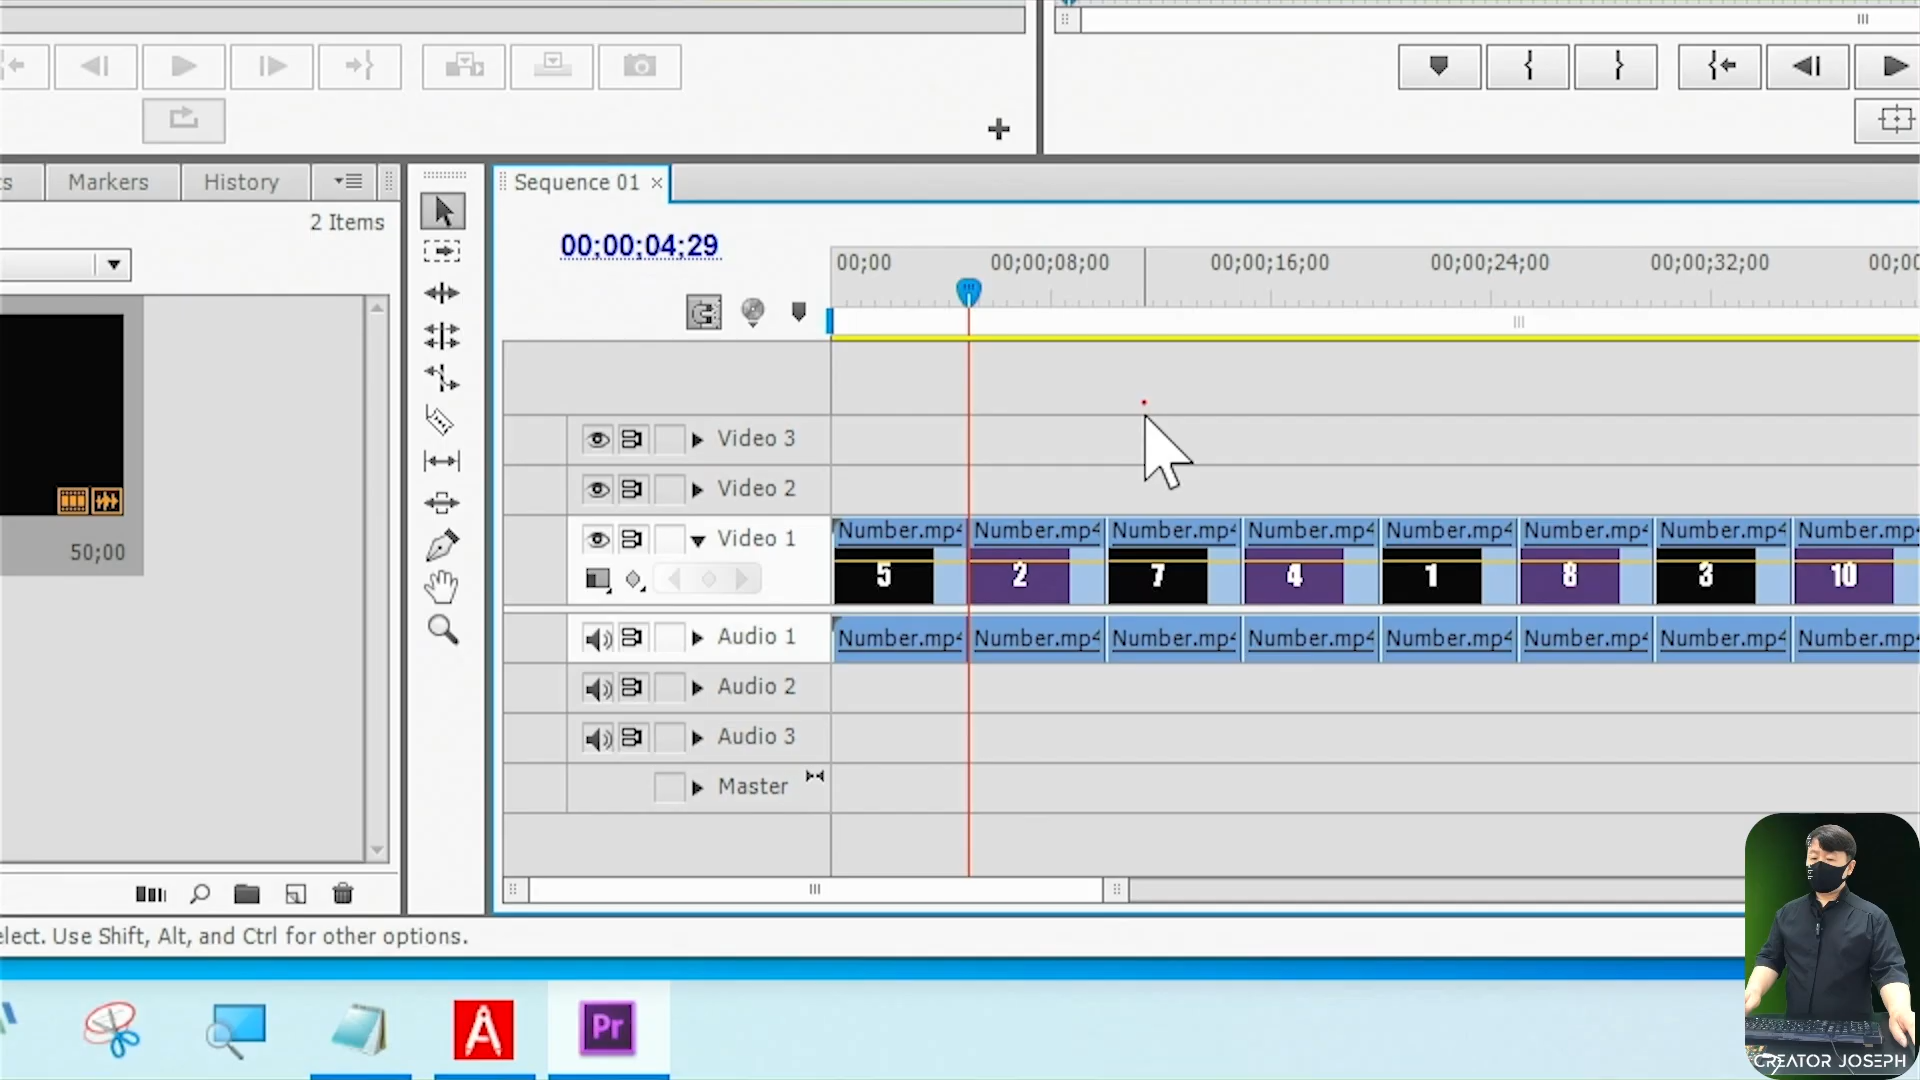 s
Markers
History
2 Items
50;00
Sequence 01
00;00;04;29
00;00
00;00;08;00
00;00;16;00
00;00;24;00
00;00;32;00
00;00
Video 3
Video 2
Video 1
Number.mp4
Number.mp4
Number.mp4
Number.mp4
Number.mp4
Number.mp4
Number.mp4
Number.mp4
5
2
7
4
1
8
3
10
Audio 1
Number.mp4
Number.mp4
Number.mp4
Number.mp4
Number.mp4
Number.mp4
Number.mp4
Number.mp4
Audio 2
Audio 3
Master
elect. Use Shift, Alt, and Ctrl for other options.
Pr
CREATOR JOSEPH